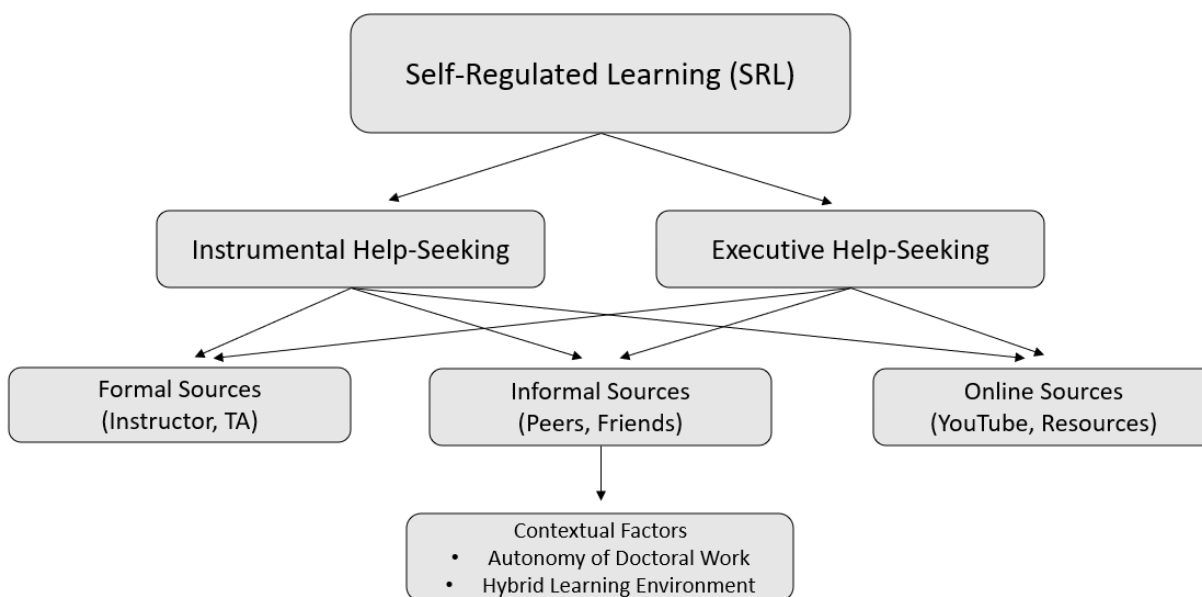 Self-Regulated Learning (SRL)
Instrumental Help-Seeking
Executive Help-Seeking
Formal Sources
(Instructor, TA)
Informal Sources
(Peers, Friends)
Online Sources
(YouTube, Resources)
Contextual Factors
• Autonomy of Doctoral Work
• Hybrid Learning Environment